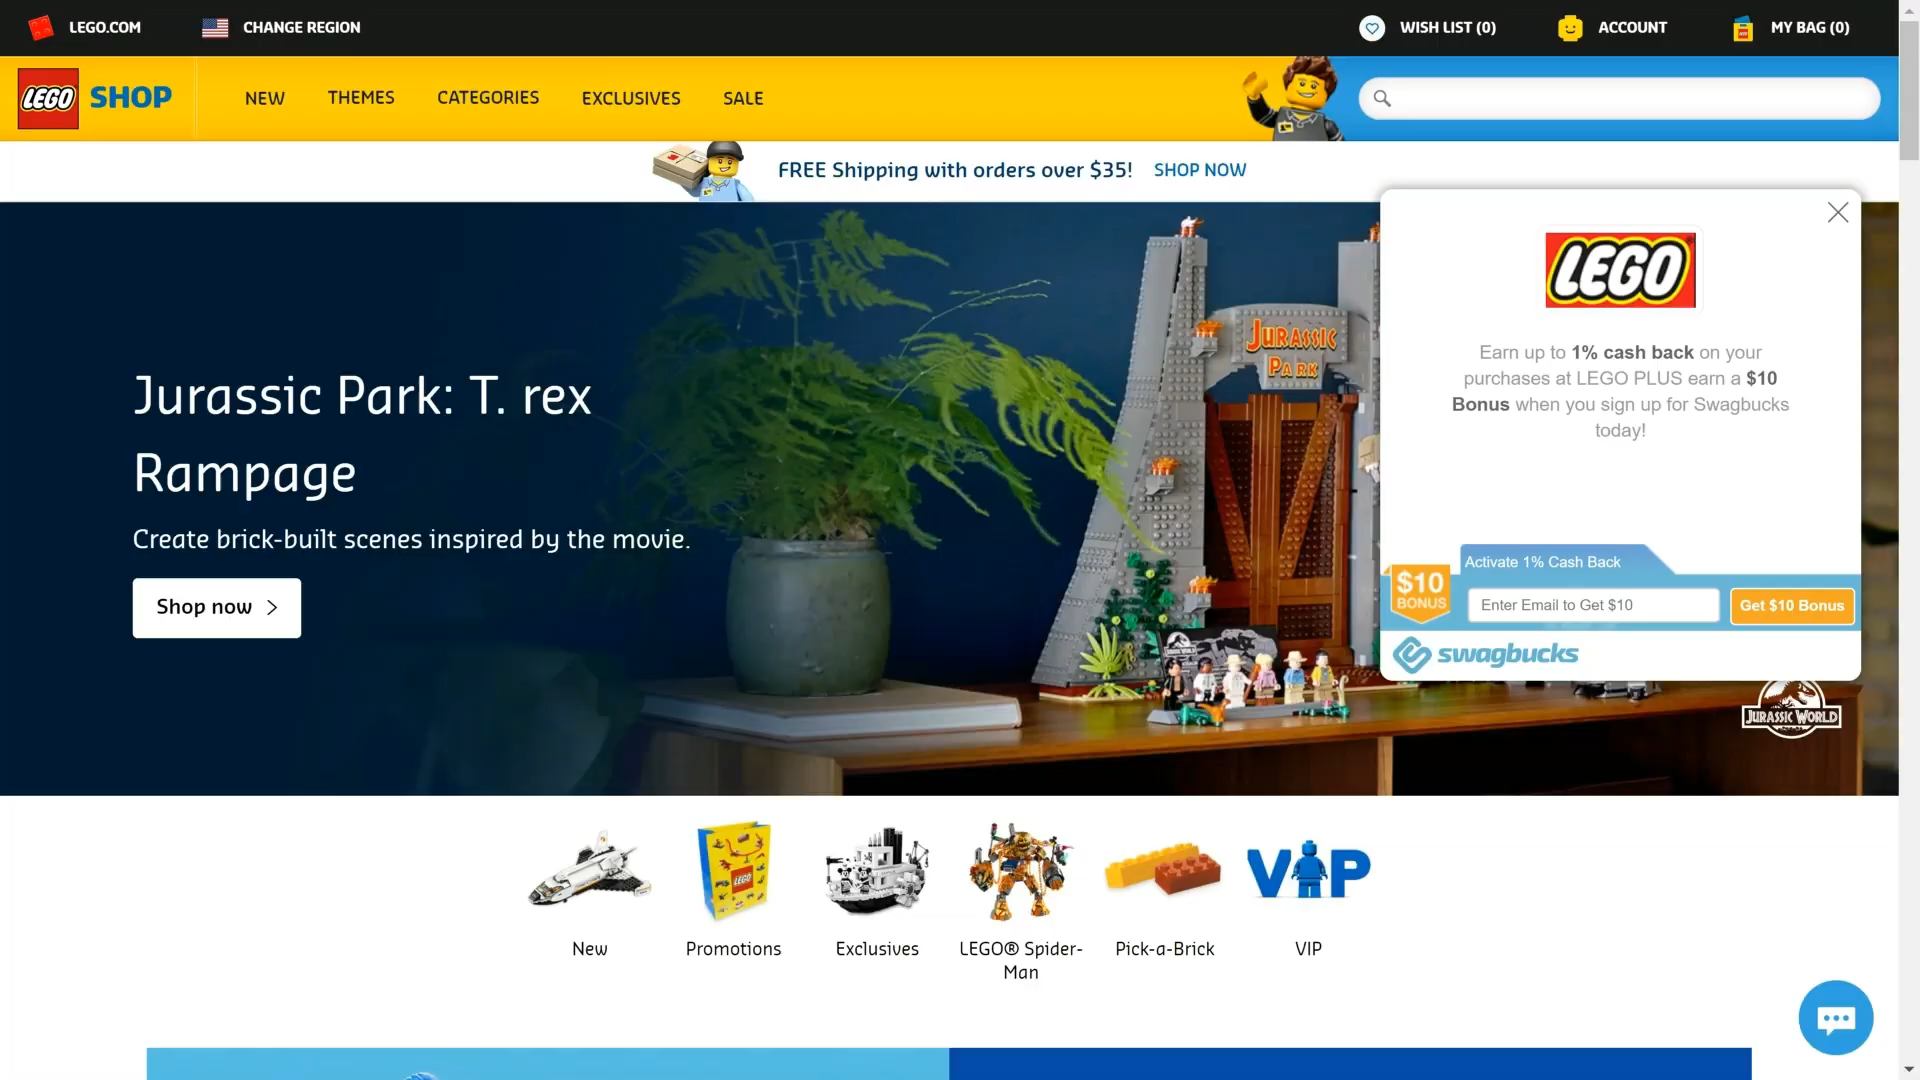 LEGO.COM
CHANGE REGION
WISH LIST (0)
ACCOUNT
MY BAG (0)
LEGO
SHOP
NEW
THEMES
CATEGORIES
EXCLUSIVES
SALE
FREE Shipping with orders over $35!
SHOP NOW
JURASSIC
PARK
Jurassic Park: T. rex
Rampage
Create brick-built scenes inspired by the movie.
Shop now
LEGO
Earn up to 1% cash back on your
purchases at LEGO PLUS earn a $10
Bonus when you sign up for Swagbucks
today!
Activate 1% Cash Back
$10
BONUS
Enter Email to Get $10
Get $10 Bonus
swagbucks
JURASSIC WORLD
JURASSIC WORLD
LEGO
VIP
New
Promotions
Exclusives
LEGO® Spider-
Man
Pick-a-Brick
VIP